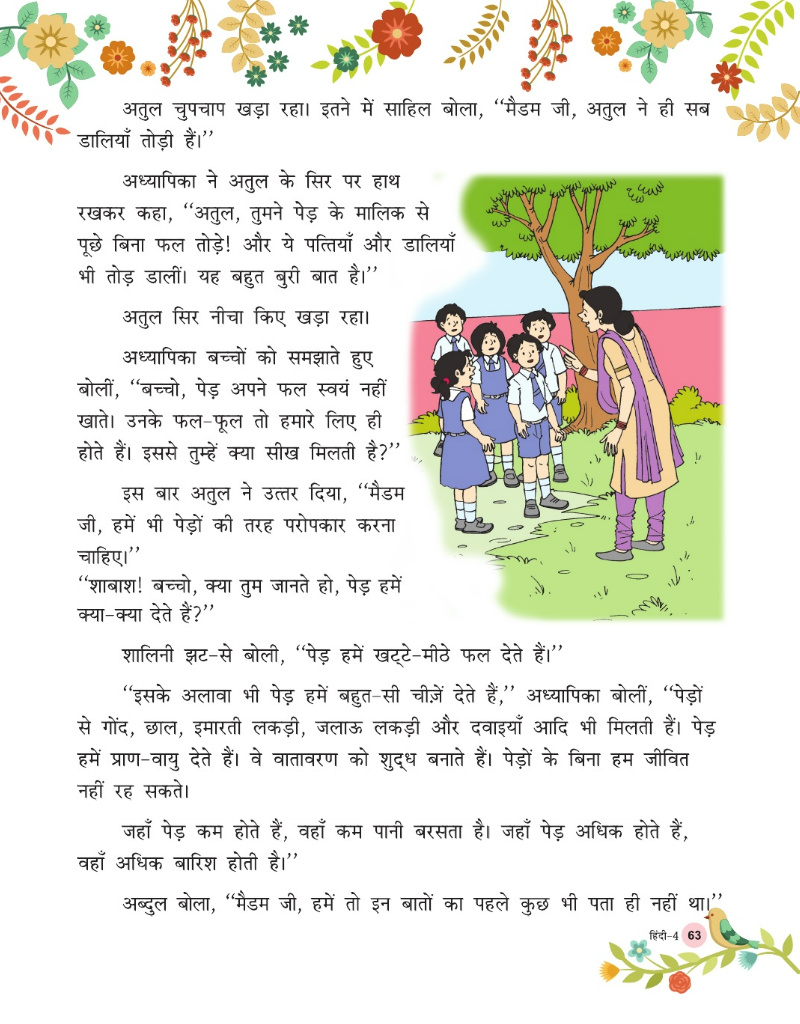 अतुल चुपचाप खड़ा रहा। इतने में साहिल बोला, ‘‘मैडम जी, अतुल ने ही सब
डालियाँ तोड़ी हैं।’’
अध्यापिका ने अतुल के सिर पर हाथ
रखकर कहा, ‘‘अतुल, तुमने पेड़ के मालिक से
पूछे बिना फल तोड़े! और ये पत्तियाँ और डालियाँ
भी तोड़ डालीं। यह बहुत बुरी बात है।’’
अतुल सिर नीचा किए खड़ा रहा।
अध्यापिका बच्चों को समझाते हुए
बोलीं, ‘‘बच्चो, पेड़ अपने फल स्वयं नहीं
खाते। उनके फल-फूल तो हमारे लिए ही
होते हैं। इससे तुम्हें क्या सीख मिलती है?’’
इस बार अतुल ने उत्तर दिया, ‘‘मैडम
जी, हमें भी पेड़ों की तरह परोपकार करना
चाहिए।’’
‘‘शाबाश! बच्चो, क्या तुम जानते हो, पेड़ हमें
क्या-क्या देते हैं?’’
शालिनी झट-से बोली, ‘‘पेड़ हमें खट्‌टे-मीठे फल देते हैं।’’
‘‘इसके अलावा भी पेड़ हमें बहुत-सी चीज़ें देते हैं,’’ अध्यापिका बोलीं, ‘‘पेड़ों
से गोंद, छाल, इमारती लकड़ी, जलाऊ लकड़ी और दवाइयाँ आदि भी मिलती हैं। पेड़
हमें प्राण-वायु देते हैं। वे वातावरण को शुद्‌ध बनाते हैं। पेड़ों के बिना हम जीवित
नहीं रह सकते।
जहाँ पेड़ कम होते हैं, वहाँ कम पानी बरसता है। जहाँ पेड़ अधिक होते हैं,
वहाँ अधिक बारिश होती है।’’
अब्दुल बोला, ‘‘मैडम जी, हमें तो इन बातों का पहले कुछ भी पता ही नहीं था।’’
हिंदी-4 63